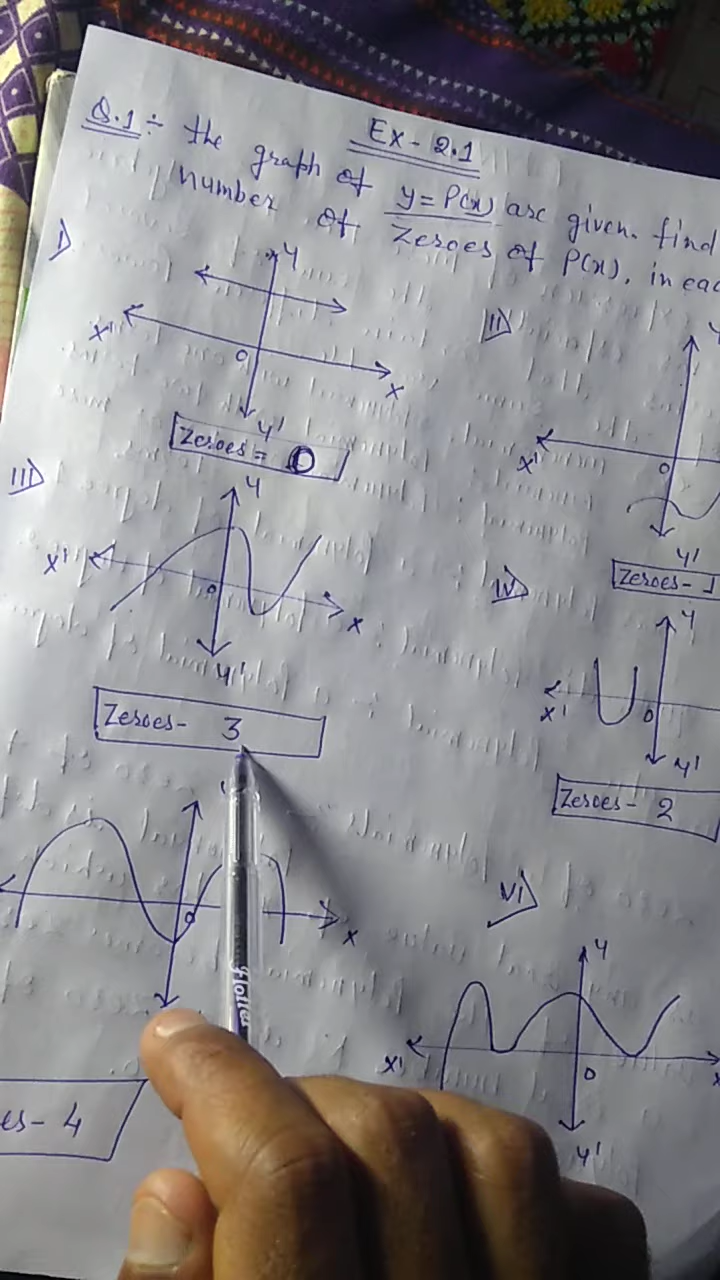 Ex - 2.1
Q.1 ÷ the graph of y = P(x) are given. find
number of Zeroes of P(x), in eac
I)
Y
X'
O
X
Y'
Zeroes = 0
II)
Y
X'
O
Y'
Zeroes - 1
III)
Y
X'
O
X
Y'
Zeroes - 3
IV)
Y
X'
O
Y'
Zeroes - 2
O
X
es - 4
VI)
Y
X'
O
X
Y'